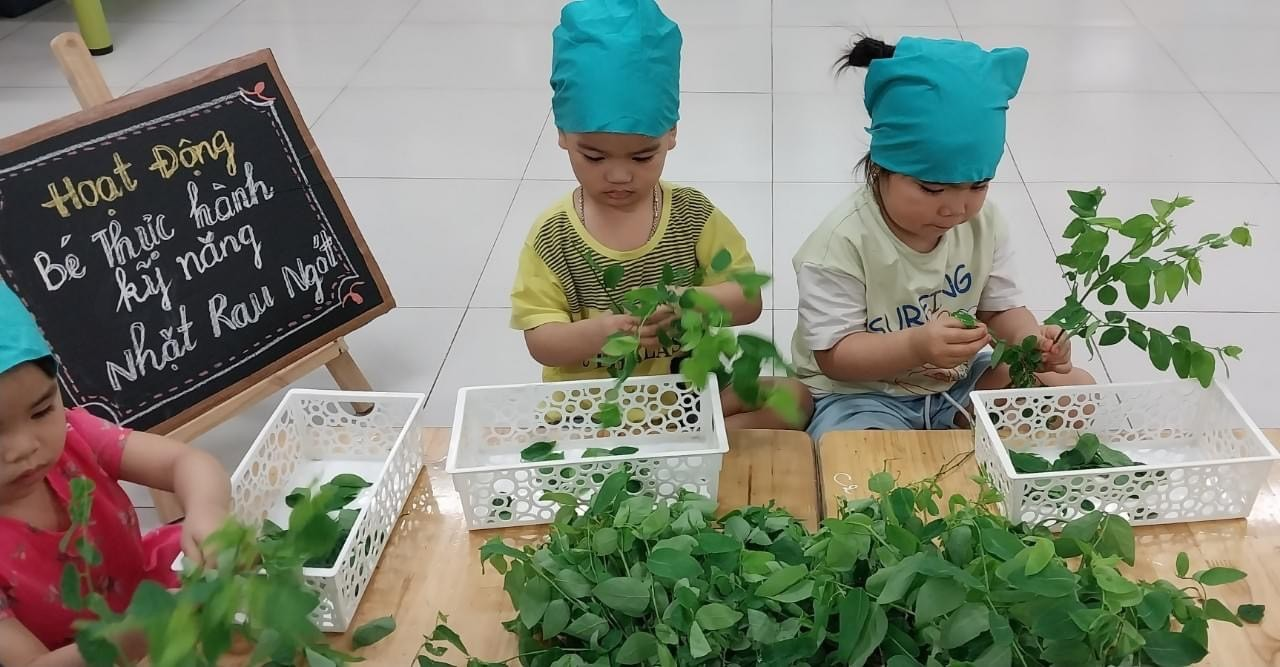 Hoạt Động
Bé Thực hành
kỹ năng
Nhặt Rau Ngót
SURFING